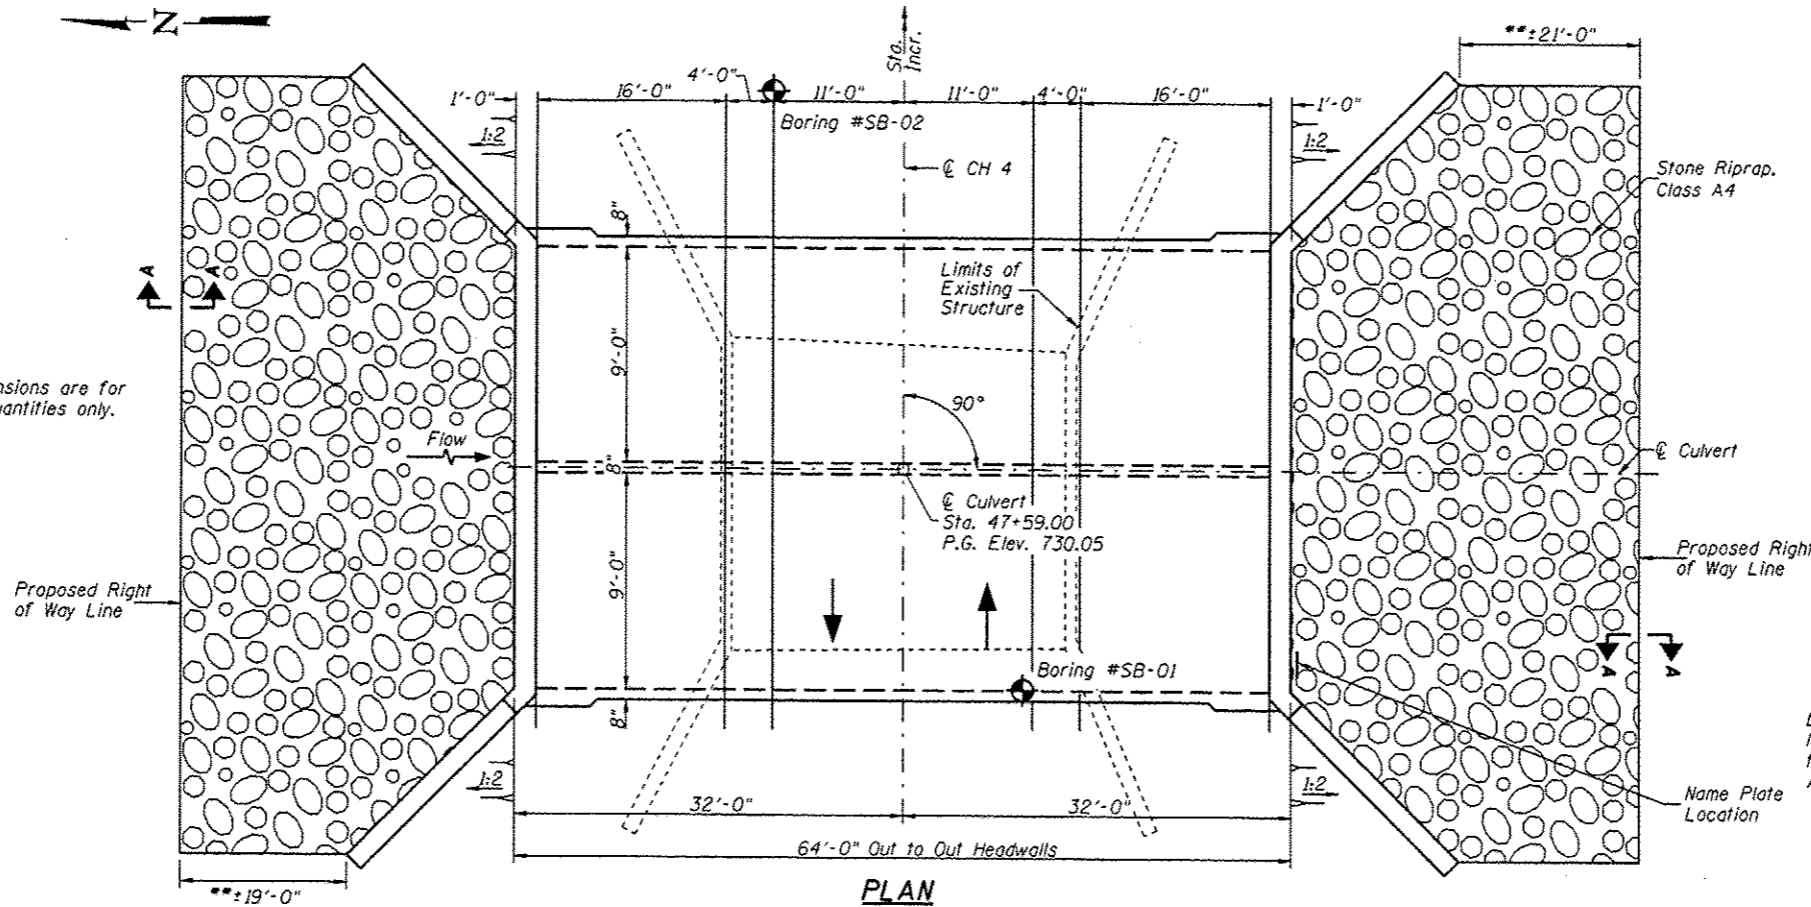 Z
Sta.
Incr.
**±21'-0"
1'-0"
16'-0"
4'-0"
11'-0"
11'-0"
4'-0"
16'-0"
1'-0"
1:2
Boring #SB-02
1:2
℄ CH 4
Stone Riprap.
Class A4
8"
A
A
Limits of
Existing
Structure
9'-0"
nsions are for
uantities only.
90°
Flow
8"
℄ Culvert
℄ Culvert
Sta. 47+59.00
P.G. Elev. 730.05
Proposed Right
of Way Line
Proposed Right
of Way Line
9'-0"
Boring #SB-01
A
A
8"
1:2
1:2
Name Plate
Location
32'-0"
32'-0"
64'-0" Out to Out Headwalls
**±19'-0"
PLAN